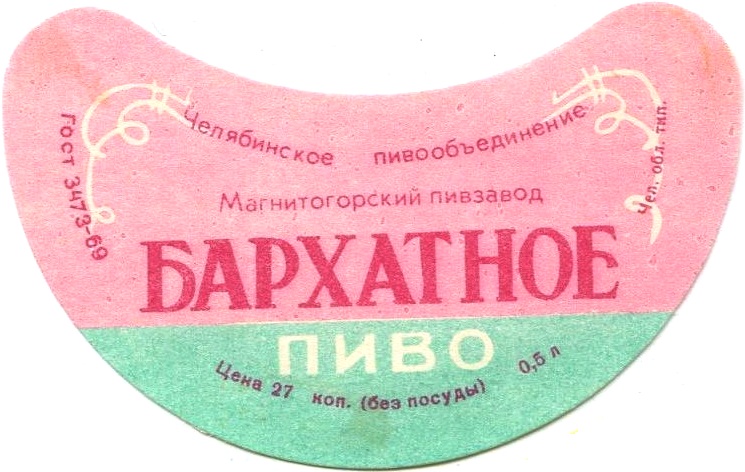 Челябинское пивообъединение
Магнитогорский пивзавод
БАРХАТНОЕ
ПИВО
Цена 27 коп. (без посуды) 0,5 л
Гост 3473-69
Чел. обл. тип.